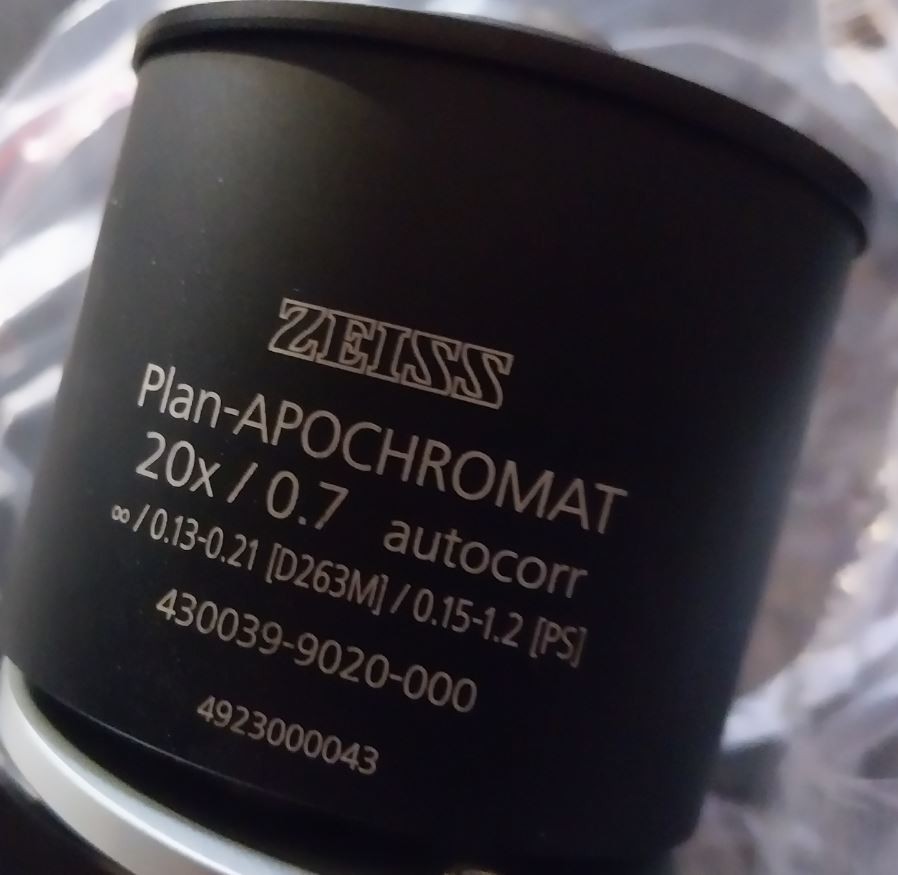 ZEISS
Plan-APOCHROMAT
20x / 0.7 autocorr
∞ / 0.13-0.21 [D263M] / 0.15-1.2 [PS]
430039-9020-000
4923000043